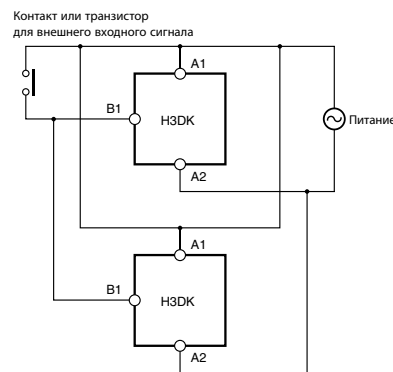 Контакт или транзистор
для внешнего входного сигнала
A1
B1
H3DK
Питание
A2
A1
B1
H3DK
A2